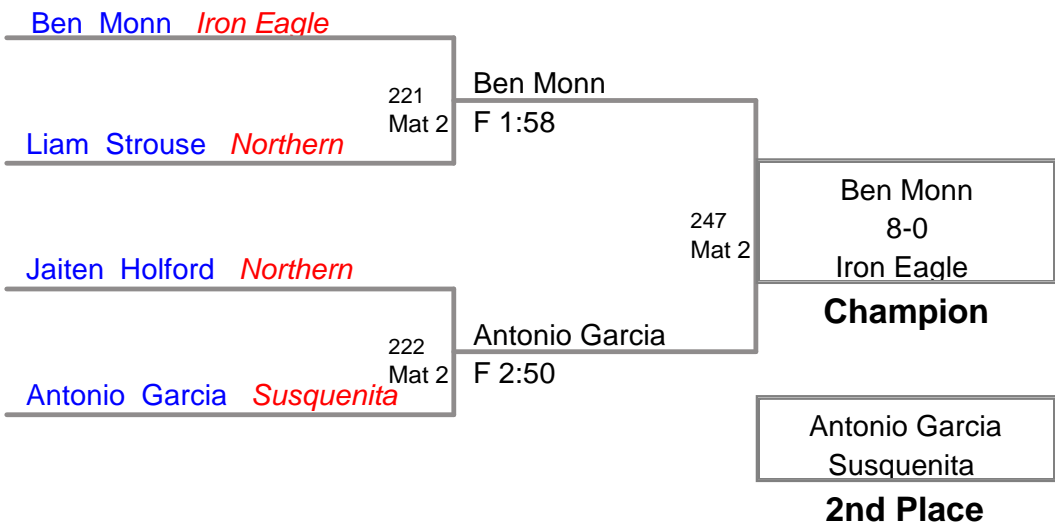 Ben Monn Iron Eagle
221
Mat 2
Ben Monn
F 1:58
Liam Strouse Northern
247
Mat 2
Ben Monn
8-0
Iron Eagle
Champion
Jaiten Holford Northern
222
Mat 2
Antonio Garcia
F 2:50
Antonio Garcia Susquenita
Antonio Garcia
Susquenita
2nd Place